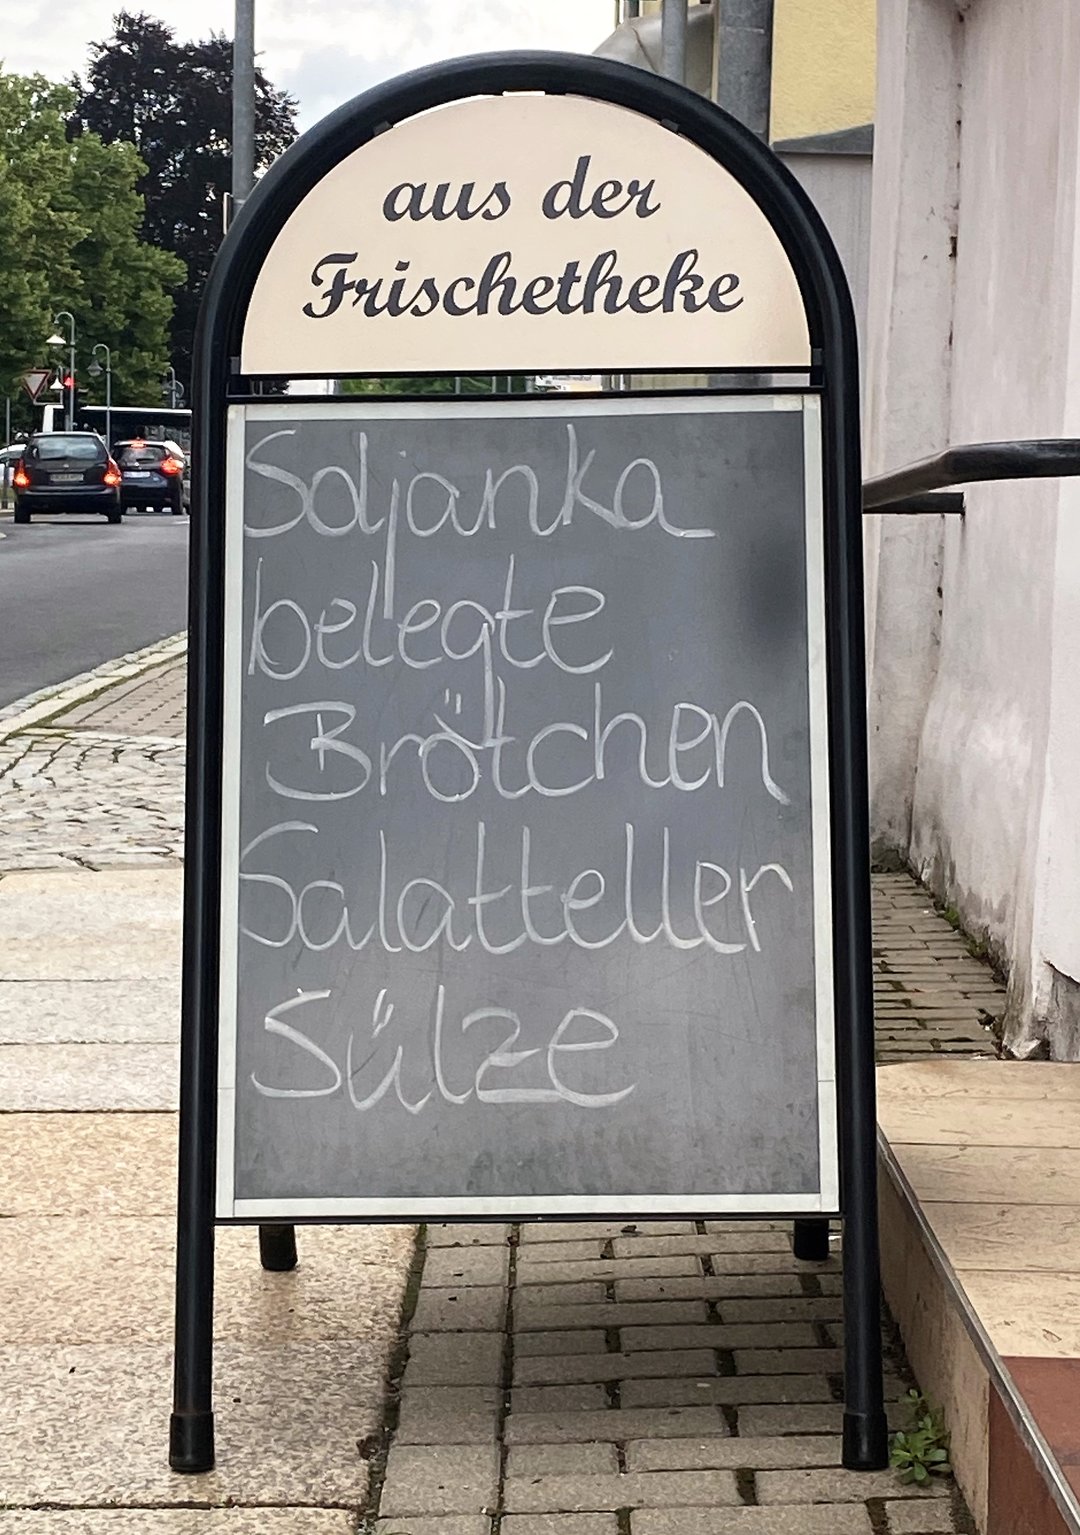 aus der
Frischetheke
Soljanka
belegte
Brötchen
Salatteller
Sülze